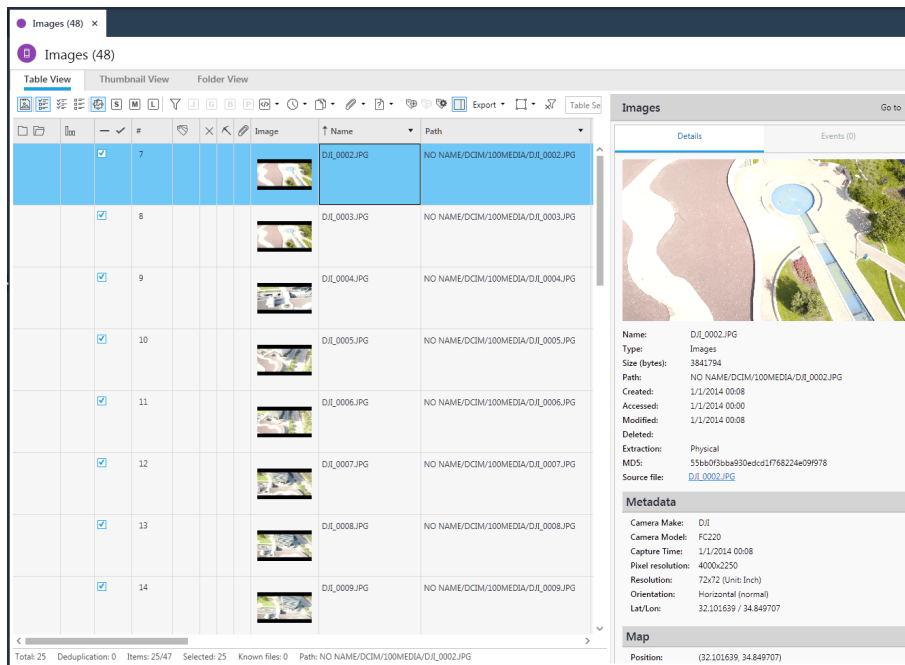 Images (48) ×
Images (48)
Table View Thumbnail View Folder View
S M L J G B P Export Table Se
# Image Name Path
7 DJI_0002.JPG NO NAME/DCIM/100MEDIA/DJI_0002.JPG
8 DJI_0003.JPG NO NAME/DCIM/100MEDIA/DJI_0003.JPG
9 DJI_0004.JPG NO NAME/DCIM/100MEDIA/DJI_0004.JPG
10 DJI_0005.JPG NO NAME/DCIM/100MEDIA/DJI_0005.JPG
11 DJI_0006.JPG NO NAME/DCIM/100MEDIA/DJI_0006.JPG
12 DJI_0007.JPG NO NAME/DCIM/100MEDIA/DJI_0007.JPG
13 DJI_0008.JPG NO NAME/DCIM/100MEDIA/DJI_0008.JPG
14 DJI_0009.JPG NO NAME/DCIM/100MEDIA/DJI_0009.JPG
Total: 25 Deduplication: 0 Items: 25/47 Selected: 25 Known files: 0 Path: NO NAME/DCIM/100MEDIA/DJI_0002.JPG
Images Go to
Details Events (0)
Name: DJI_0002.JPG
Type: Images
Size (bytes): 3841794
Path: NO NAME/DCIM/100MEDIA/DJI_0002.JPG
Created: 1/1/2014 00:08
Accessed: 1/1/2014 00:00
Modified: 1/1/2014 00:08
Deleted:
Extraction: Physical
MD5: 55bb0f3bba930edcd1f768224e09f978
Source file: DJI_0002.JPG
Metadata
Camera Make: DJI
Camera Model: FC220
Capture Time: 1/1/2014 00:08
Pixel resolution: 4000x2250
Resolution: 72x72 (Unit: Inch)
Orientation: Horizontal (normal)
Lat/Lon: 32.101639 / 34.849707
Map
Position: (32.101639, 34.849707)